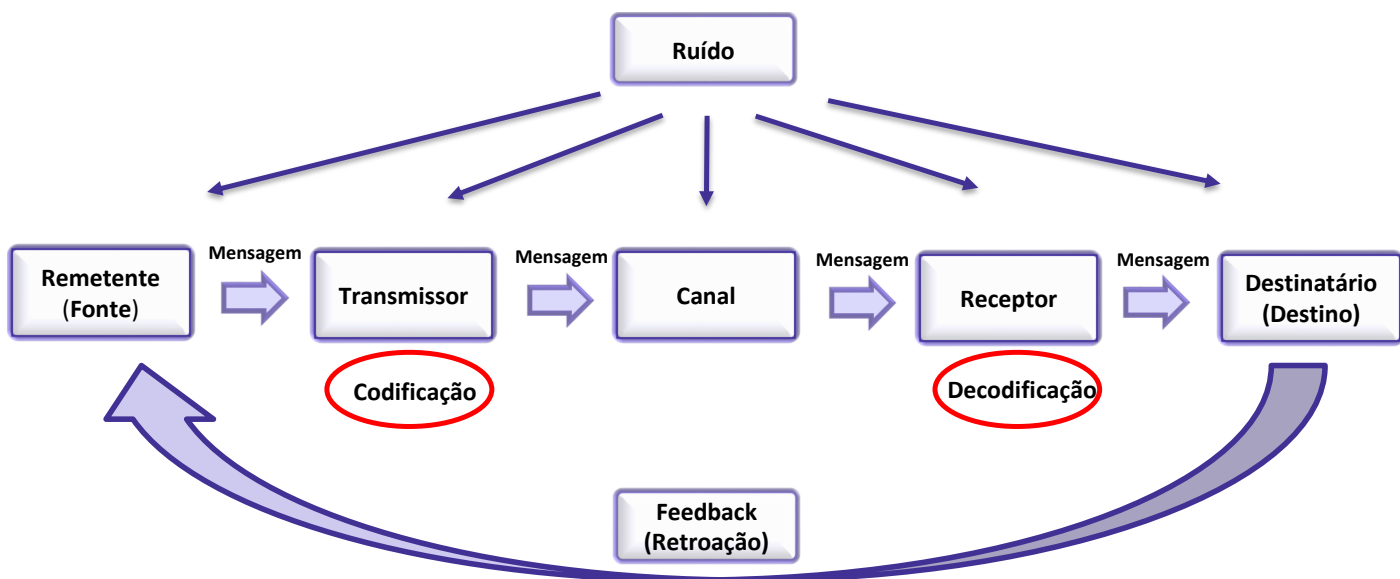 Ruído
Mensagem
Mensagem
Mensagem
Mensagem
Remetente
(Fonte)
Transmissor
Canal
Receptor
Destinatário
(Destino)
Codificação
Decodificação
Feedback
(Retroação)